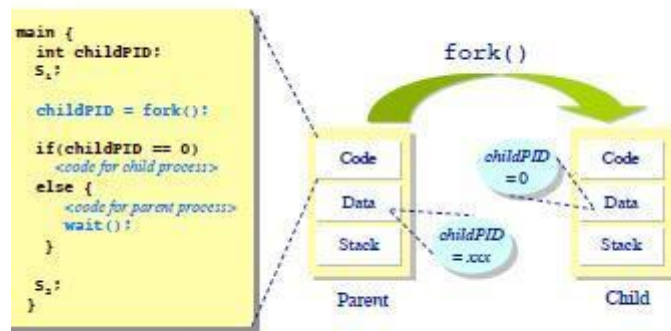 main {
int childPID;
S₁;
childPID = fork();
if(childPID == 0)
<code for child process>
else {
<code for parent process>
wait();
}
S₂;
}
fork()
Code
Data
Stack
Parent
childPID
= xxx
childPID
= 0
Code
Data
Stack
Child